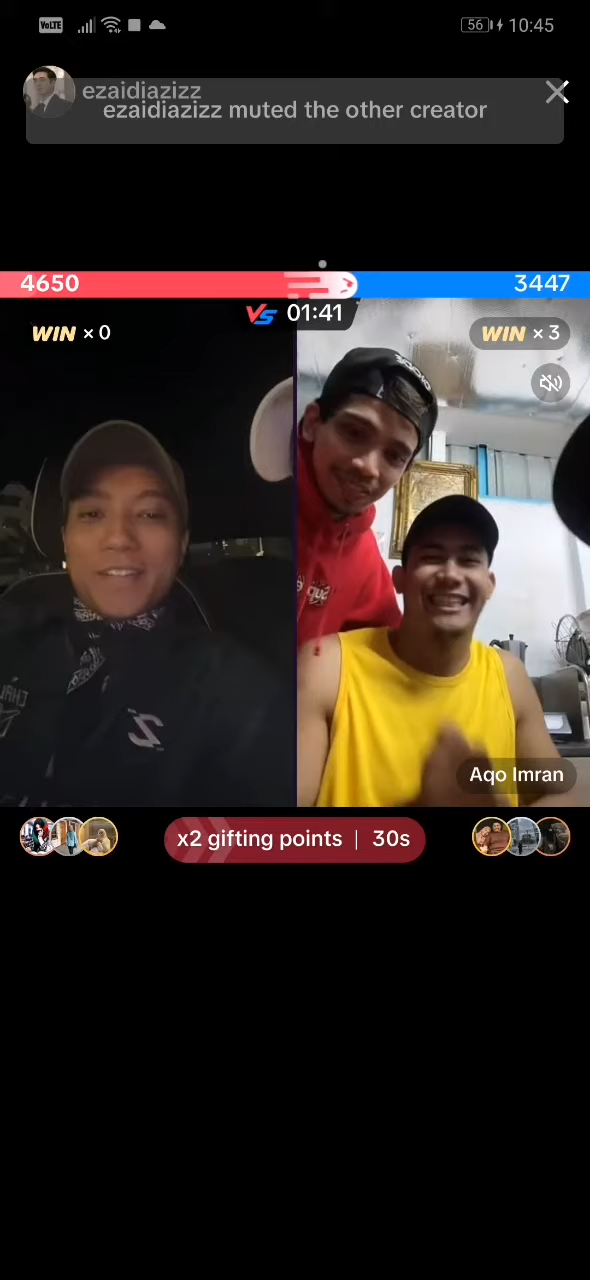 VoLTE
56 10:45
ezaidiazizz
ezaidiazizz muted the other creator
4650
3447
VS 01:41
WIN × 0
WIN × 3
Aqo Imran
x2 gifting points | 30s